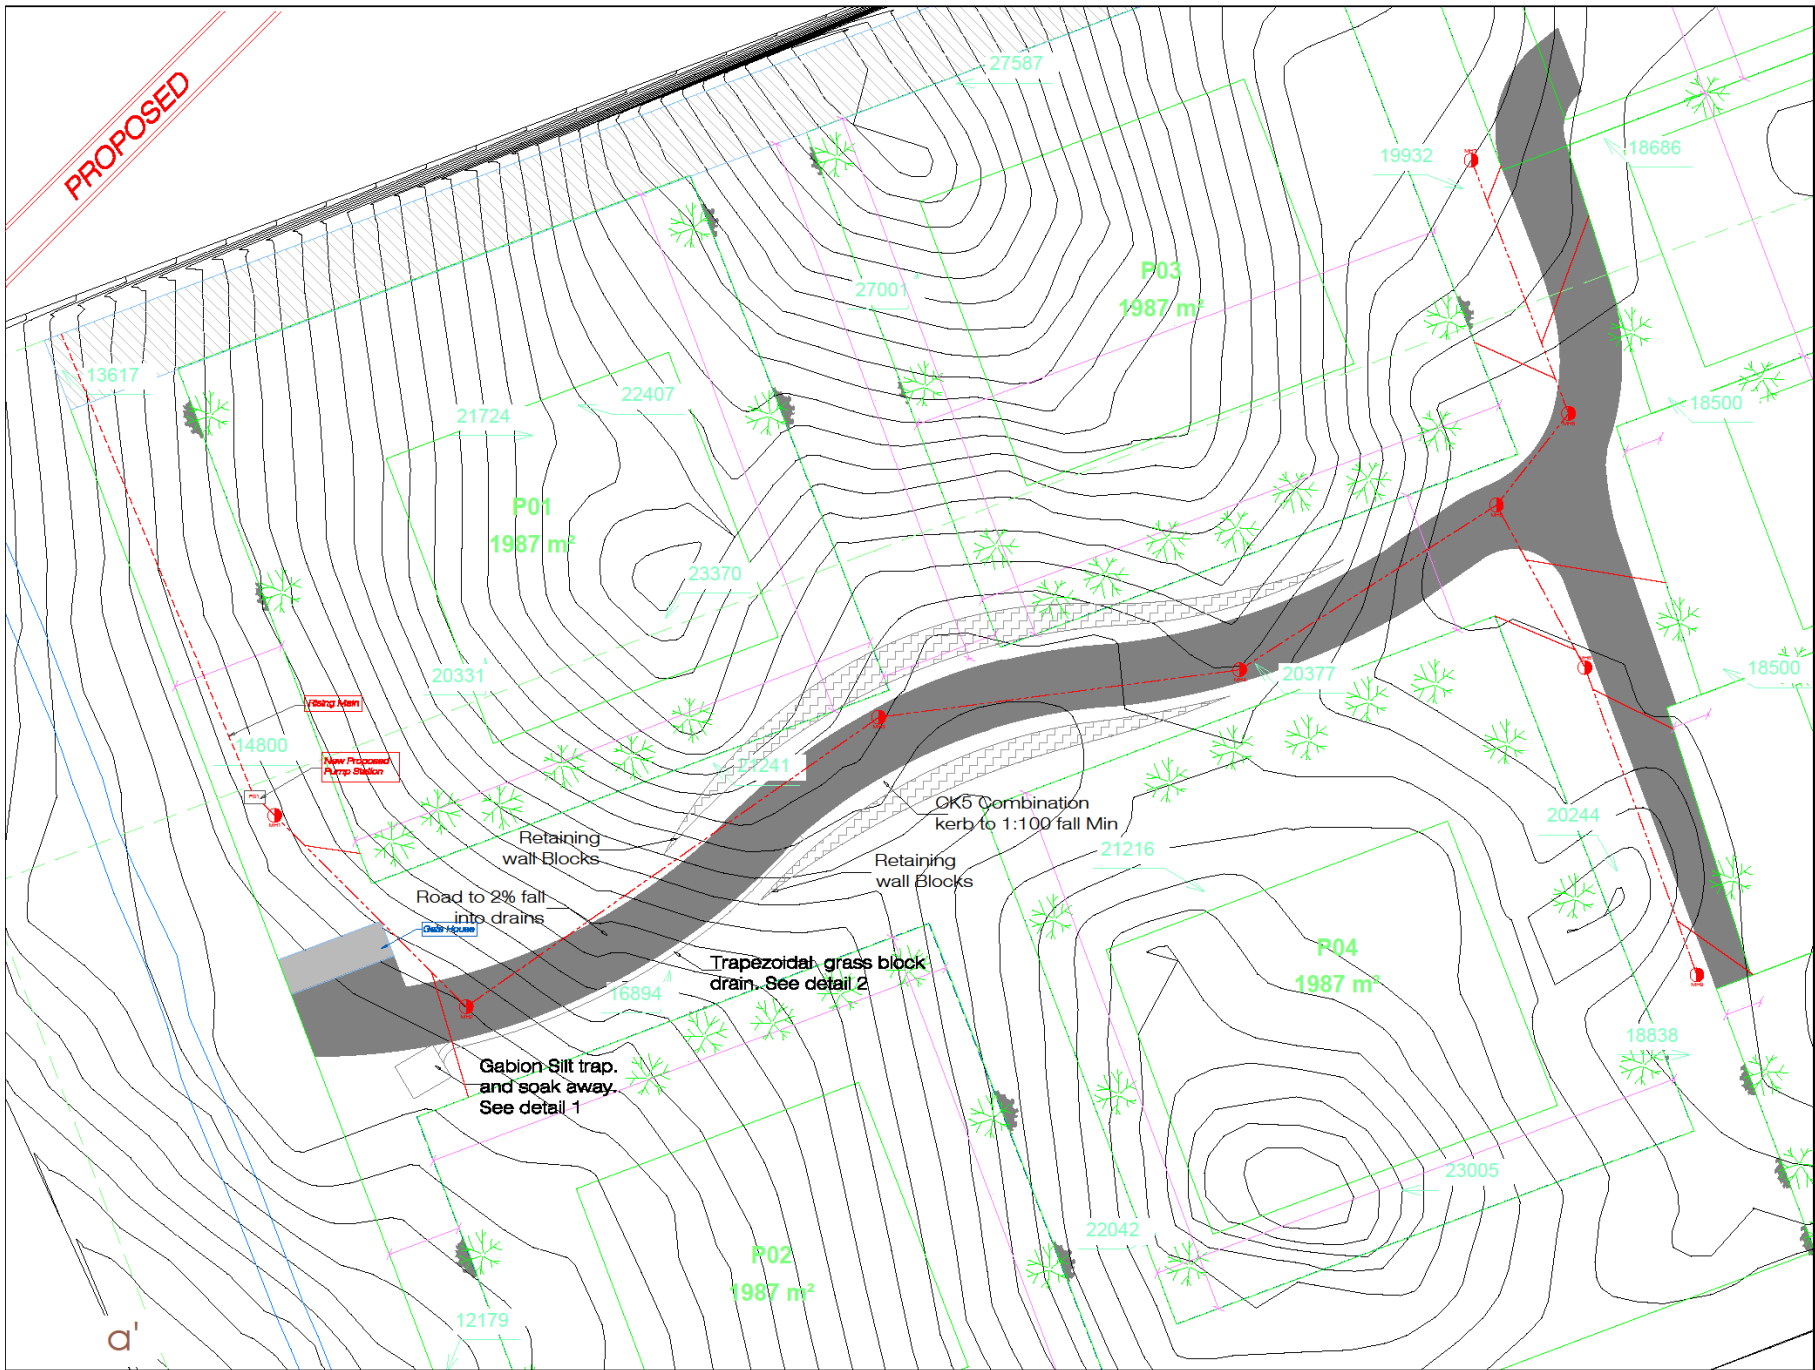 PROPOSED
27587
19932
18686
27001
P03
1987 m²
13617
22407
21724
18500
P01
1987 m²
23370
20331
20377
18500
Rising Main
14800
New Proposed
Pump Station
21241
CK5 Combination
kerb to 1:100 fall Min
20244
Retaining
wall Blocks
21216
Retaining
wall Blocks
Road to 2% fall
into drains
Gate House
P04
1987 m²
Trapezoidal grass block
drain. See detail 2
16894
18838
Gabion Silt trap.
and soak away.
See detail 1
23005
22042
P02
1987 m²
12179
a'